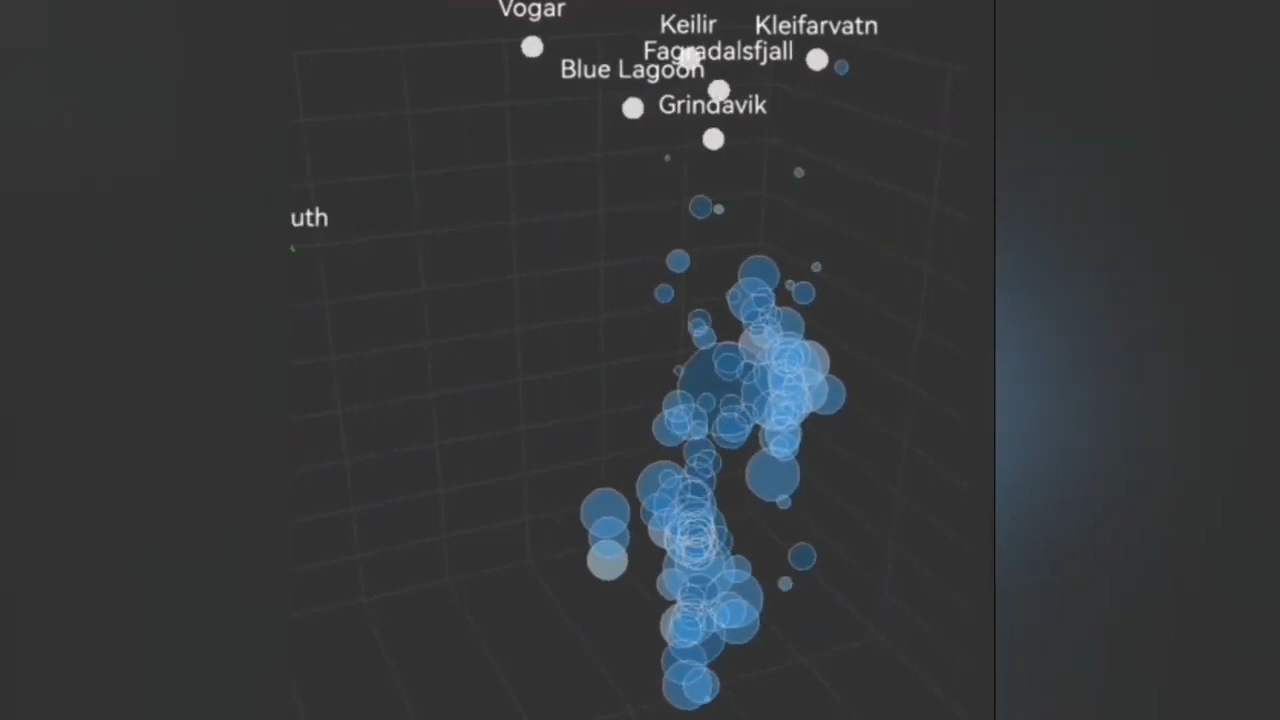 Vogar
Keilir
Kleifarvatn
Fagradalsfjall
Blue Lagoon
Grindavik
uth